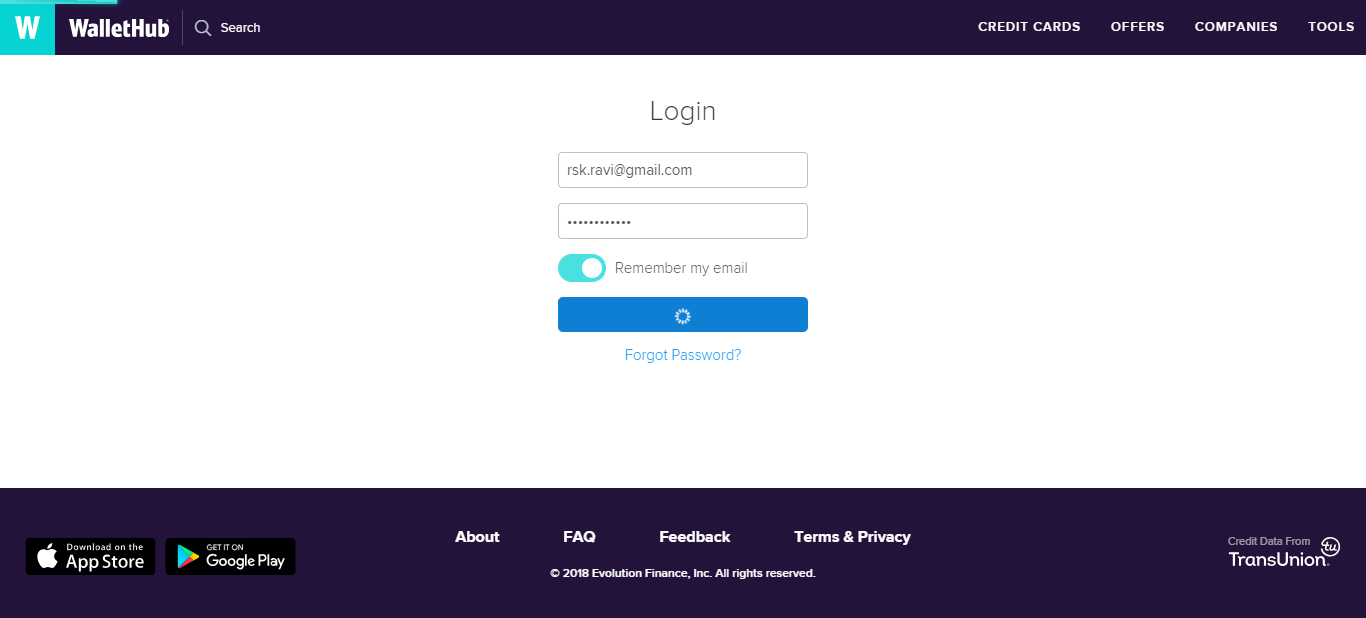 W WalletHub Search CREDIT CARDS OFFERS COMPANIES TOOLS
Login
rsk.ravi@gmail.com
••••••••••••
Remember my email
Forgot Password?
About FAQ Feedback Terms & Privacy
Download on the
App Store
GET IT ON
Google Play
© 2018 Evolution Finance, Inc. All rights reserved.
Credit Data From
TransUnion tu